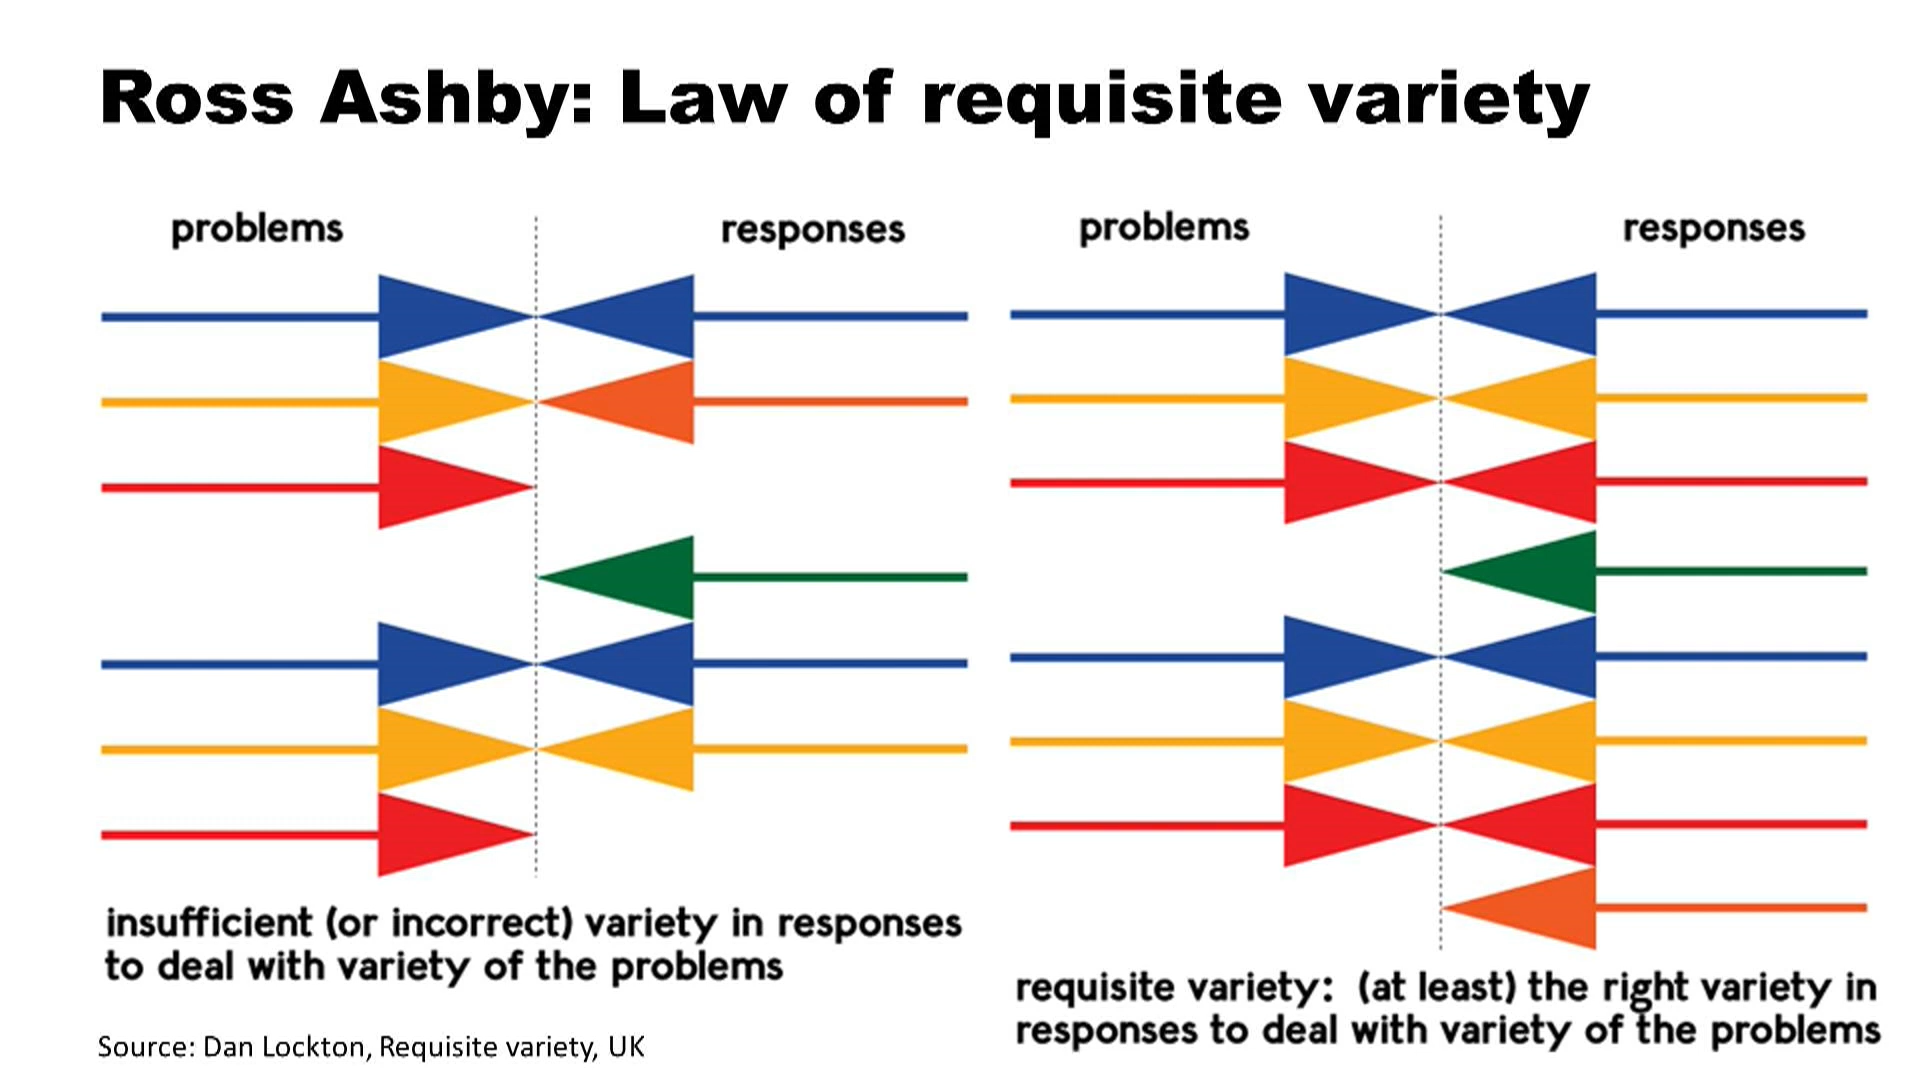 Ross Ashby: Law of requisite variety
problems
responses
insufficient (or incorrect) variety in responses
to deal with variety of the problems
problems
responses
requisite variety: (at least) the right variety in
responses to deal with variety of the problems
Source: Dan Lockton, Requisite variety, UK